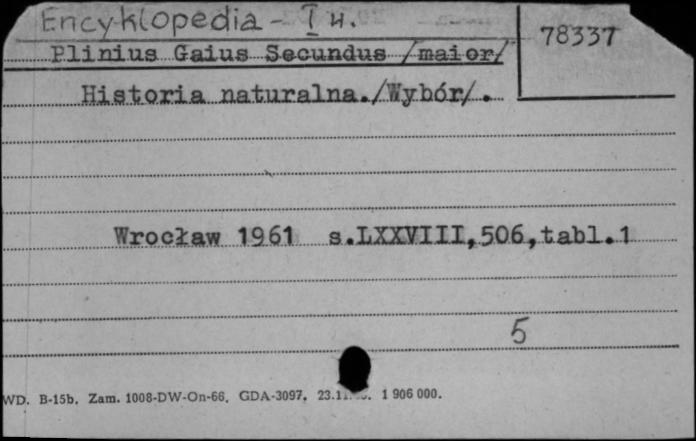 Encyklopedia - I w.
78337
Plinius Gaius Secundus /maior/
Historia naturalna./Wybór/.
Wrocław 1961 s.LXXVIII,506,tabl.1
5
WD. B-15b. Zam. 1008-DW-On-66. GDA-3097. 1 906 000.